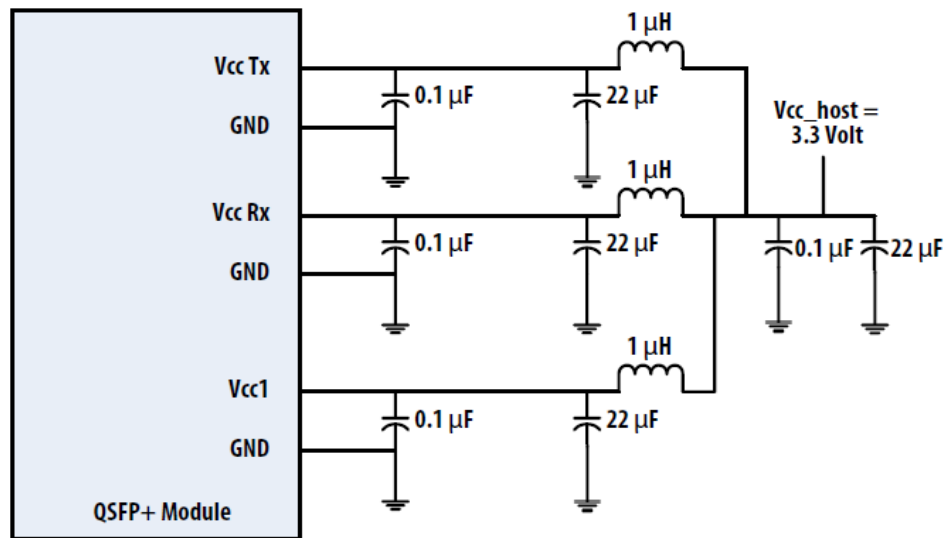 1 μH
Vcc Tx
0.1 μF
22 μF
GND
Vcc_host =
3.3 Volt
1 μH
Vcc Rx
0.1 μF
22 μF
0.1 μF
22 μF
GND
1 μH
Vcc1
0.1 μF
22 μF
GND
QSFP+ Module